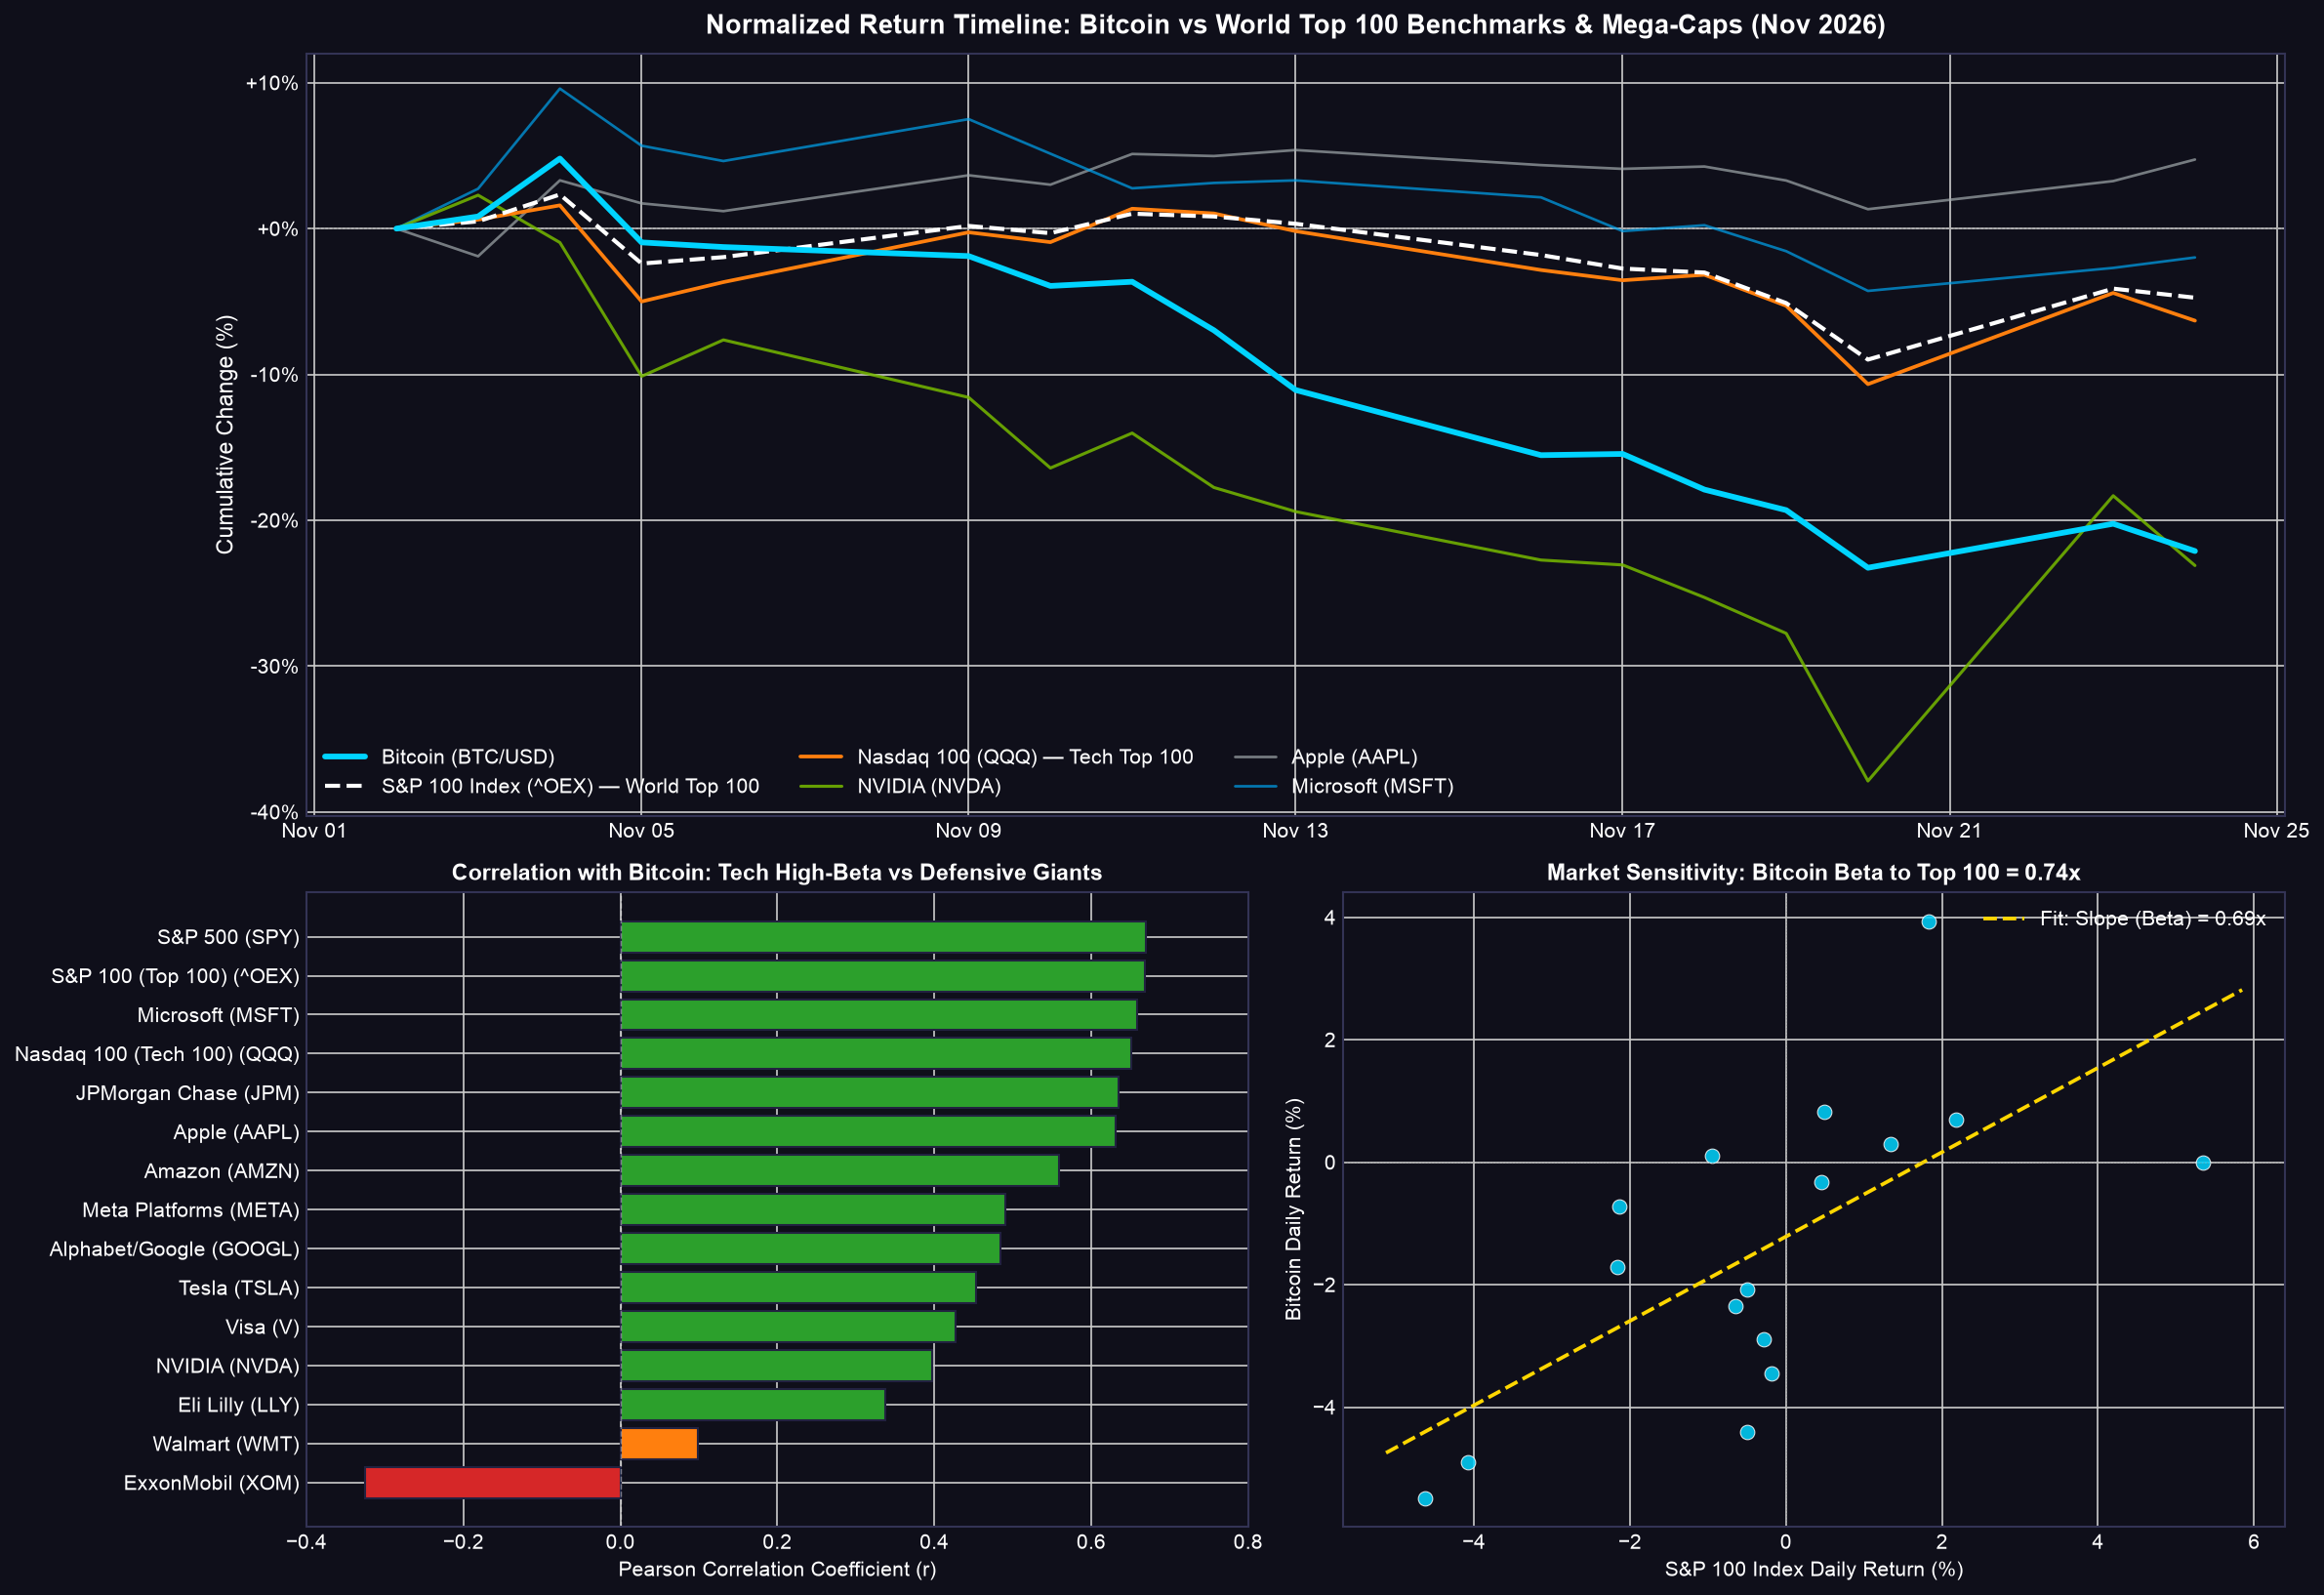 Normalized Return Timeline: Bitcoin vs World Top 100 Benchmarks & Mega-Caps (Nov 2026)
Cumulative Change (%)
+10%
+0%
-10%
-20%
-30%
-40%
Bitcoin (BTC/USD)
S&P 100 Index (^OEX) — World Top 100
Nasdaq 100 (QQQ) — Tech Top 100
NVIDIA (NVDA)
Apple (AAPL)
Microsoft (MSFT)
Nov 01 Nov 05 Nov 09 Nov 13 Nov 17 Nov 21 Nov 25
Correlation with Bitcoin: Tech High-Beta vs Defensive Giants
S&P 500 (SPY)
S&P 100 (Top 100) (^OEX)
Microsoft (MSFT)
Nasdaq 100 (Tech 100) (QQQ)
JPMorgan Chase (JPM)
Apple (AAPL)
Amazon (AMZN)
Meta Platforms (META)
Alphabet/Google (GOOGL)
Tesla (TSLA)
Visa (V)
NVIDIA (NVDA)
Eli Lilly (LLY)
Walmart (WMT)
ExxonMobil (XOM)
−0.4 −0.2 0.0 0.2 0.4 0.6 0.8
Pearson Correlation Coefficient (r)
Market Sensitivity: Bitcoin Beta to Top 100 = 0.74x
Fit: Slope (Beta) = 0.69x
Bitcoin Daily Return (%)
4
2
0
−2
−4
−4 −2 0 2 4 6
S&P 100 Index Daily Return (%)